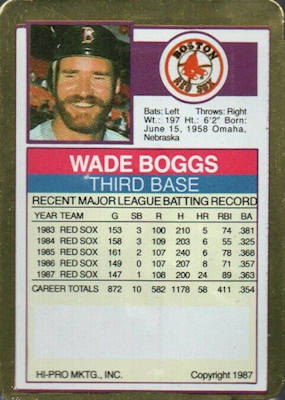 B
BOSTON
RED SOX
Bats: Left Throws: Right
Wt.: 197 Ht.: 6'2" Born:
June 15, 1958 Omaha,
Nebraska
WADE BOGGS
THIRD BASE
RECENT MAJOR LEAGUE BATTING RECORD
YEAR TEAM G SB R H HR RBI BA
1983 RED SOX 153 3 100 210 5 74 .381
1984 RED SOX 158 3 109 203 6 55 .325
1985 RED SOX 161 2 107 240 6 78 .368
1986 RED SOX 149 0 107 207 8 71 .357
1987 RED SOX 147 1 108 200 24 89 .363
CAREER TOTALS 872 10 582 1178 58 411 .354
HI-PRO MKTG., INC. Copyright 1987